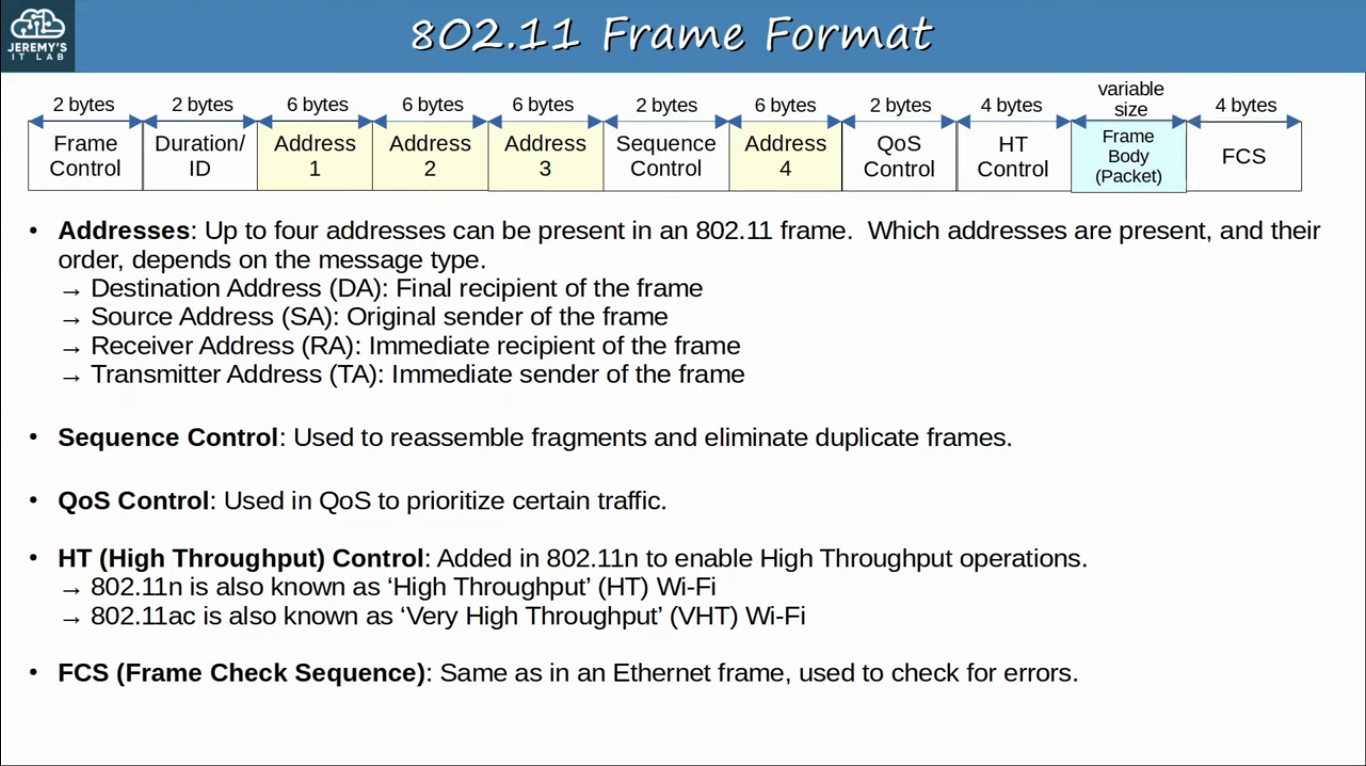 JEREMY'S
IT LAB
802.11 Frame Format
2 bytes
2 bytes
6 bytes
6 bytes
6 bytes
2 bytes
6 bytes
2 bytes
4 bytes
variable
size
4 bytes
Frame
Control
Duration/
ID
Address
1
Address
2
Address
3
Sequence
Control
Address
4
QoS
Control
HT
Control
Frame
Body
(Packet)
FCS
• Addresses: Up to four addresses can be present in an 802.11 frame.  Which addresses are present, and their
order, depends on the message type.
→ Destination Address (DA): Final recipient of the frame
→ Source Address (SA): Original sender of the frame
→ Receiver Address (RA): Immediate recipient of the frame
→ Transmitter Address (TA): Immediate sender of the frame
• Sequence Control: Used to reassemble fragments and eliminate duplicate frames.
• QoS Control: Used in QoS to prioritize certain traffic.
• HT (High Throughput) Control: Added in 802.11n to enable High Throughput operations.
→ 802.11n is also known as ‘High Throughput’ (HT) Wi-Fi
→ 802.11ac is also known as ‘Very High Throughput’ (VHT) Wi-Fi
• FCS (Frame Check Sequence): Same as in an Ethernet frame, used to check for errors.